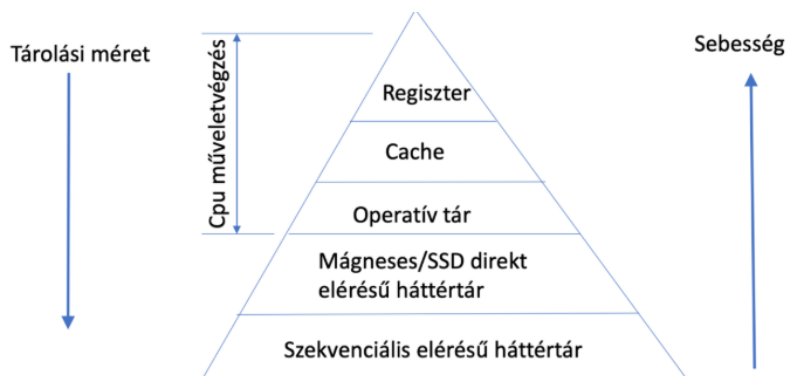 Tárolási méret
Cpu műveletvégzés
Sebesség
Regiszter
Cache
Operatív tár
Mágneses/SSD direkt
elérésű háttértár
Szekvenciális elérésű háttértár